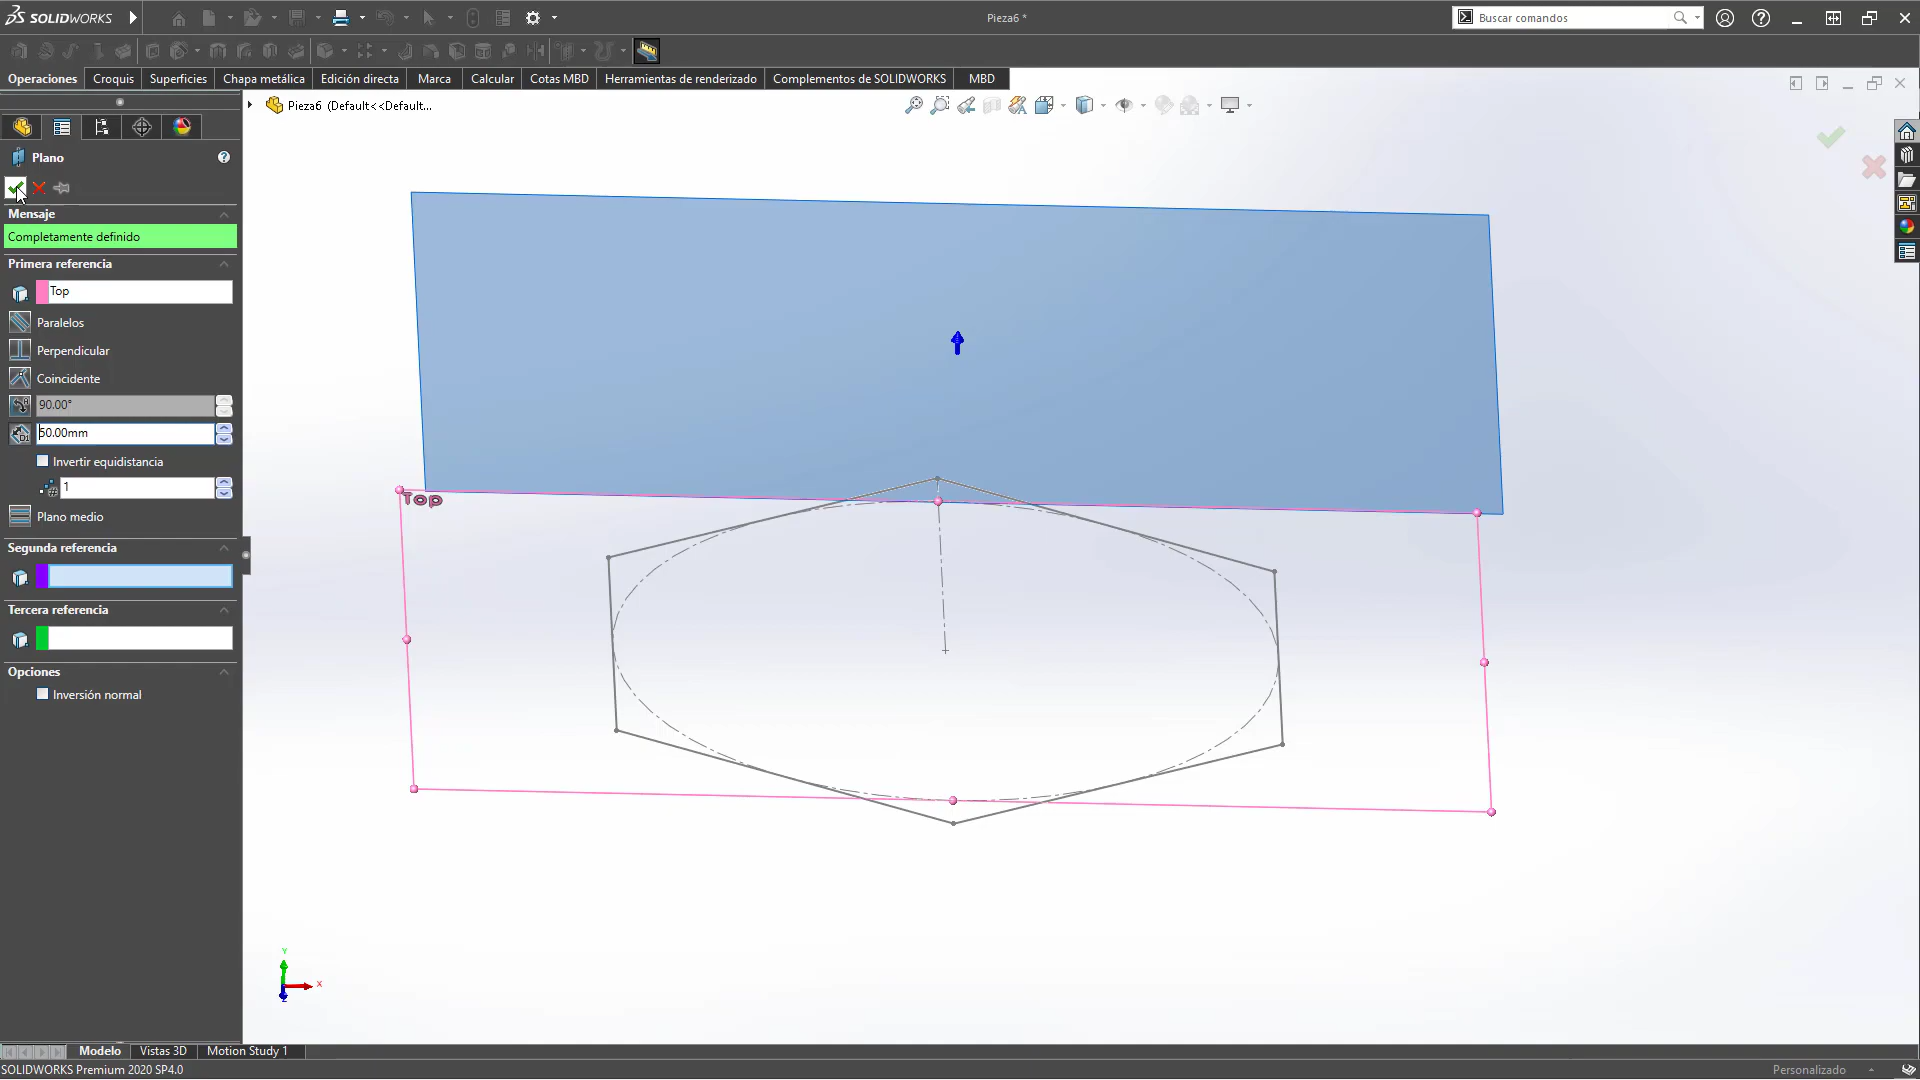 SOLIDWORKS
Pieza6 *
Buscar comandos
Operaciones
Croquis
Superficies
Chapa metálica
Edición directa
Marca
Calcular
Cotas MBD
Herramientas de renderizado
Complementos de SOLIDWORKS
MBD
Pieza6 (Default<<Default...
Plano
Mensaje
Completamente definido
Primera referencia
Top
Paralelos
Perpendicular
Coincidente
90.00°
50.00mm
Invertir equidistancia
1
Plano medio
Segunda referencia
Tercera referencia
Opciones
Inversión normal
TOP
Y
X
Z
Modelo
Vistas 3D
Motion Study 1
SOLIDWORKS Premium 2020 SP4.0
Personalizado